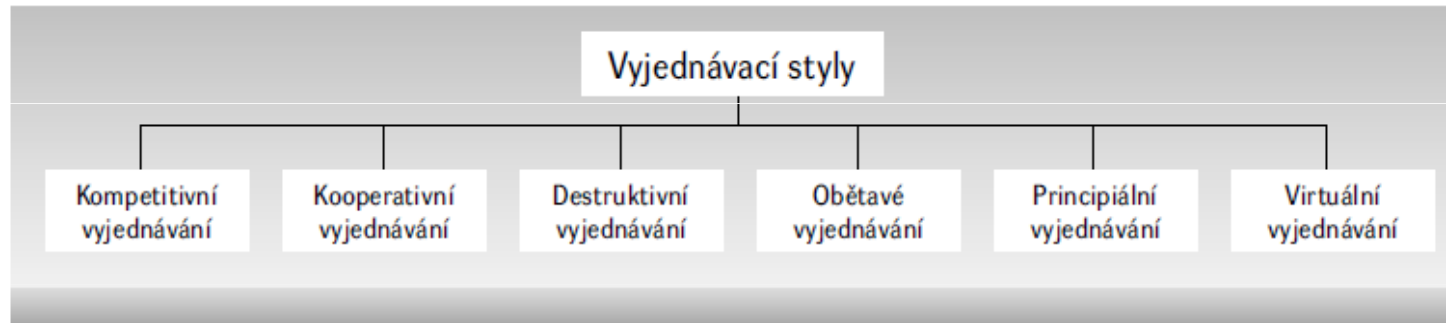 Vyjednávací styly
Kompetitivní
vyjednávání
Kooperativní
vyjednávání
Destruktivní
vyjednávání
Obětavé
vyjednávání
Principiální
vyjednávání
Virtuální
vyjednávání